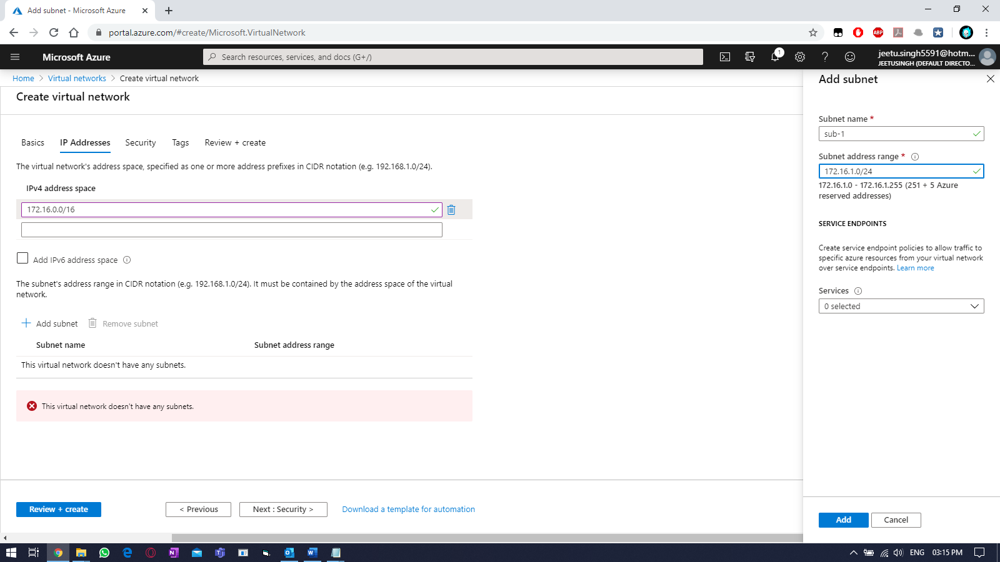 Add subnet - Microsoft Azure
portal.azure.com/#create/Microsoft.VirtualNetwork
ABP
Microsoft Azure
Search resources, services, and docs (G+/)
1
jeetu.singh5591@hotm...
JEETUSINGH (DEFAULT DIRECTO...
Home > Virtual networks > Create virtual network
Create virtual network
Basics
IP Addresses
Security
Tags
Review + create
The virtual network's address space, specified as one or more address prefixes in CIDR notation (e.g. 192.168.1.0/24).
IPv4 address space
172.16.0.0/16
Add IPv6 address space
The subnet's address range in CIDR notation (e.g. 192.168.1.0/24). It must be contained by the address space of the virtual
network.
Add subnet
Remove subnet
Subnet name
Subnet address range
This virtual network doesn't have any subnets.
This virtual network doesn't have any subnets.
Review + create
< Previous
Next : Security >
Download a template for automation
Add subnet
Subnet name *
sub-1
Subnet address range *
172.16.1.0/24
172.16.1.0 - 172.16.1.255 (251 + 5 Azure
reserved addresses)
SERVICE ENDPOINTS
Create service endpoint policies to allow traffic to
specific azure resources from your virtual network
over service endpoints. Learn more
Services
0 selected
Add
Cancel
ENG
03:15 PM